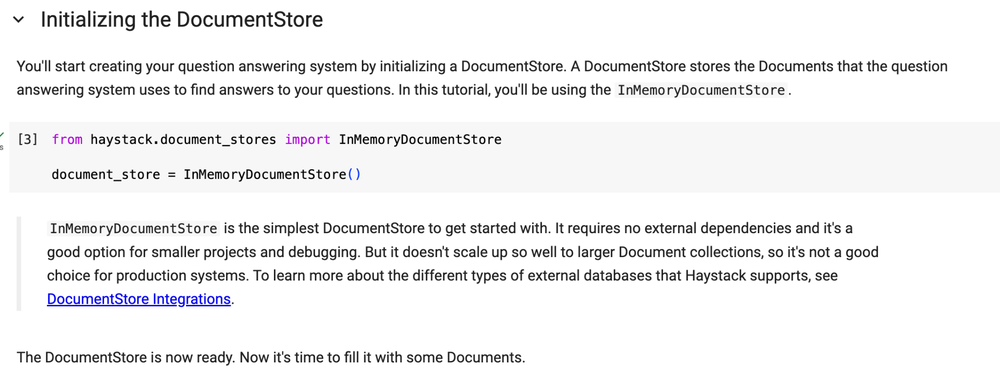 Initializing the DocumentStore
You'll start creating your question answering system by initializing a DocumentStore. A DocumentStore stores the Documents that the question
answering system uses to find answers to your questions. In this tutorial, you'll be using the InMemoryDocumentStore.
[3] from haystack.document_stores import InMemoryDocumentStore
s
document_store = InMemoryDocumentStore()
InMemoryDocumentStore is the simplest DocumentStore to get started with. It requires no external dependencies and it's a
good option for smaller projects and debugging. But it doesn't scale up so well to larger Document collections, so it's not a good
choice for production systems. To learn more about the different types of external databases that Haystack supports, see
DocumentStore Integrations.
The DocumentStore is now ready. Now it's time to fill it with some Documents.